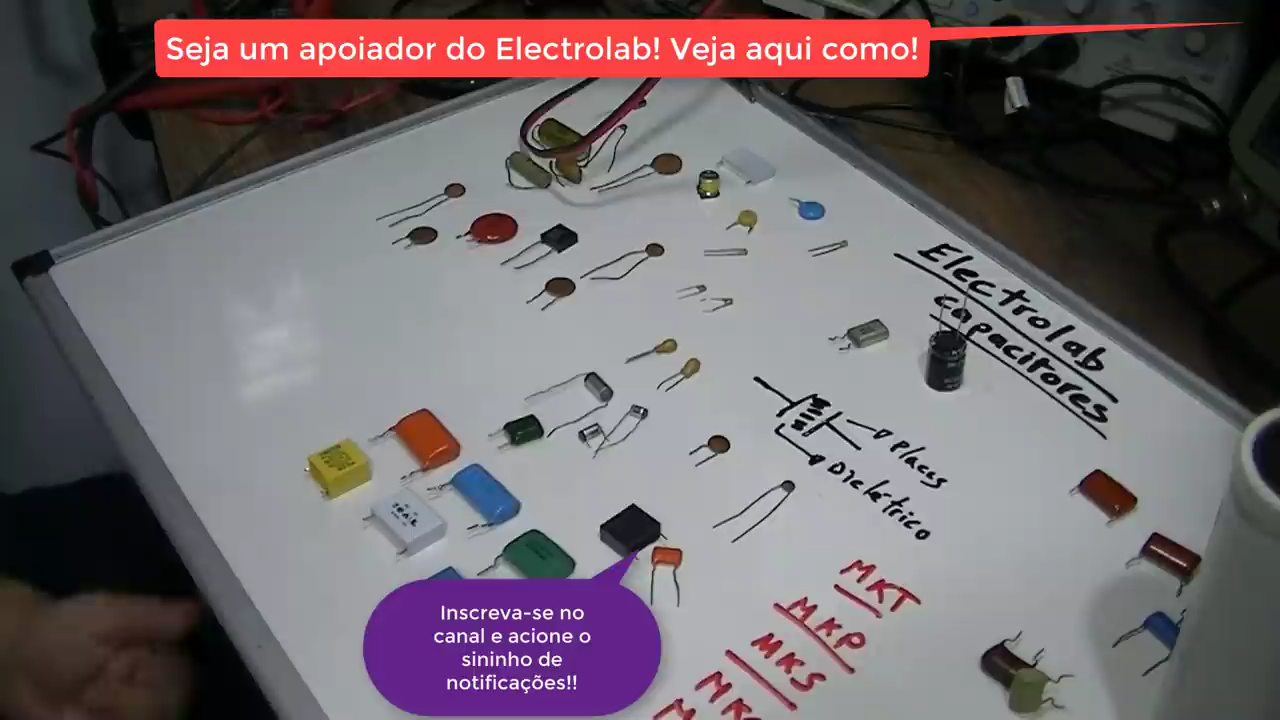 Seja um apoiador do Electrolab! Veja aqui como!
Electrolab
capacitores
Placas
Dielétrico
MKT
MKP
MKS
Inscreva-se no
canal e acione o
sininho de
notificações!!